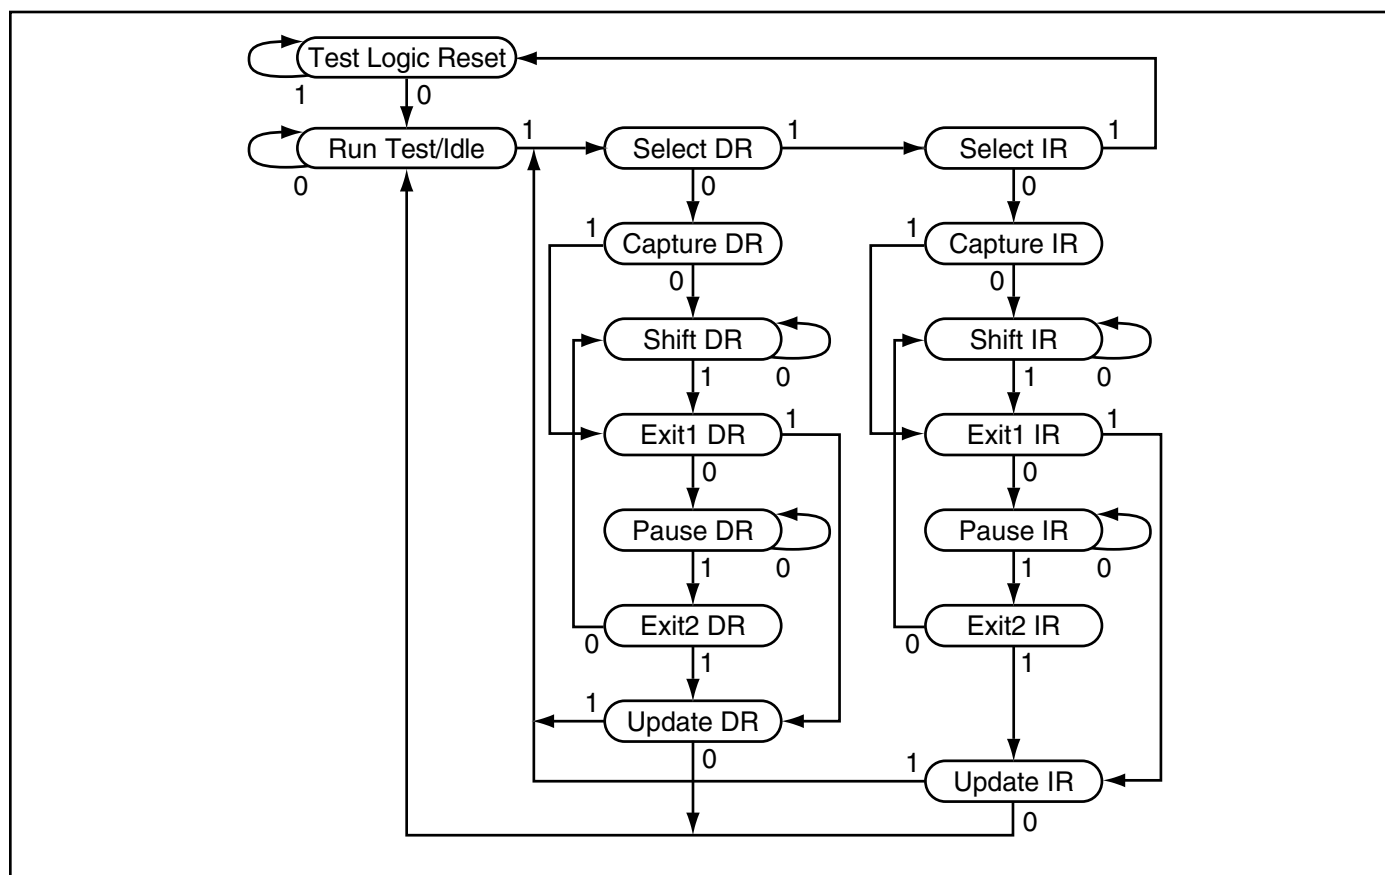 Test Logic Reset
1 0
Run Test/Idle 1 Select DR 1 Select IR 1
0 0 0
1 Capture DR 1 Capture IR
0 0
Shift DR Shift IR
1 0 1 0
Exit1 DR 1 Exit1 IR 1
0 0
Pause DR Pause IR
1 0 1 0
Exit2 DR Exit2 IR
0 1 0 1
1 Update DR
0 1 Update IR
0